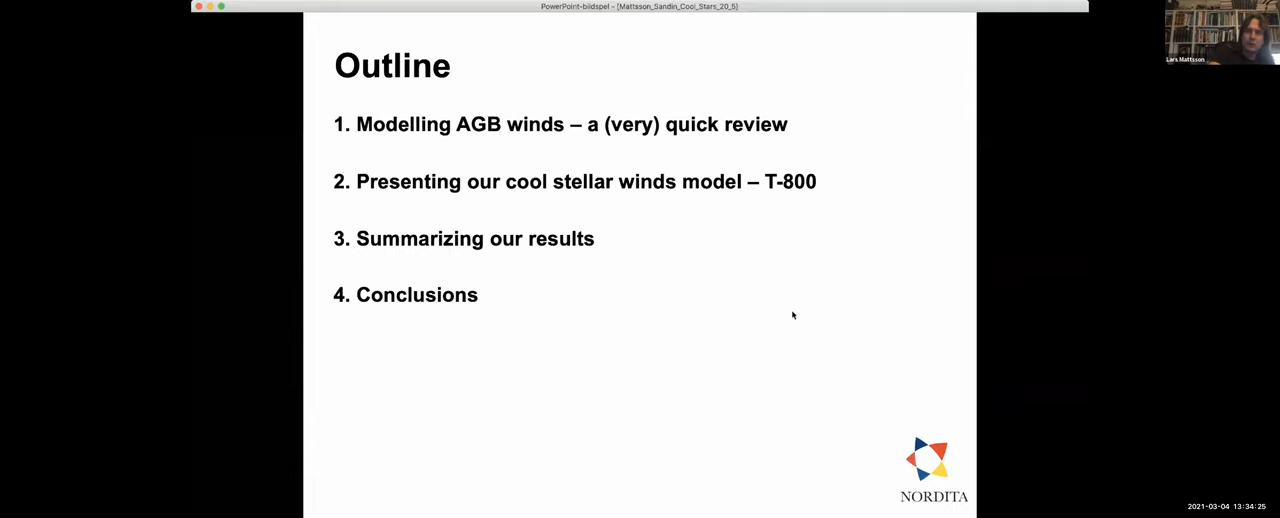 PowerPoint-bildspel - [Mattsson_Sandin_Cool_Stars_20_5]
Lars Mattsson
Outline
1. Modelling AGB winds – a (very) quick review
2. Presenting our cool stellar winds model – T-800
3. Summarizing our results
4. Conclusions
NORDITA
2021-03-04 13:34:25